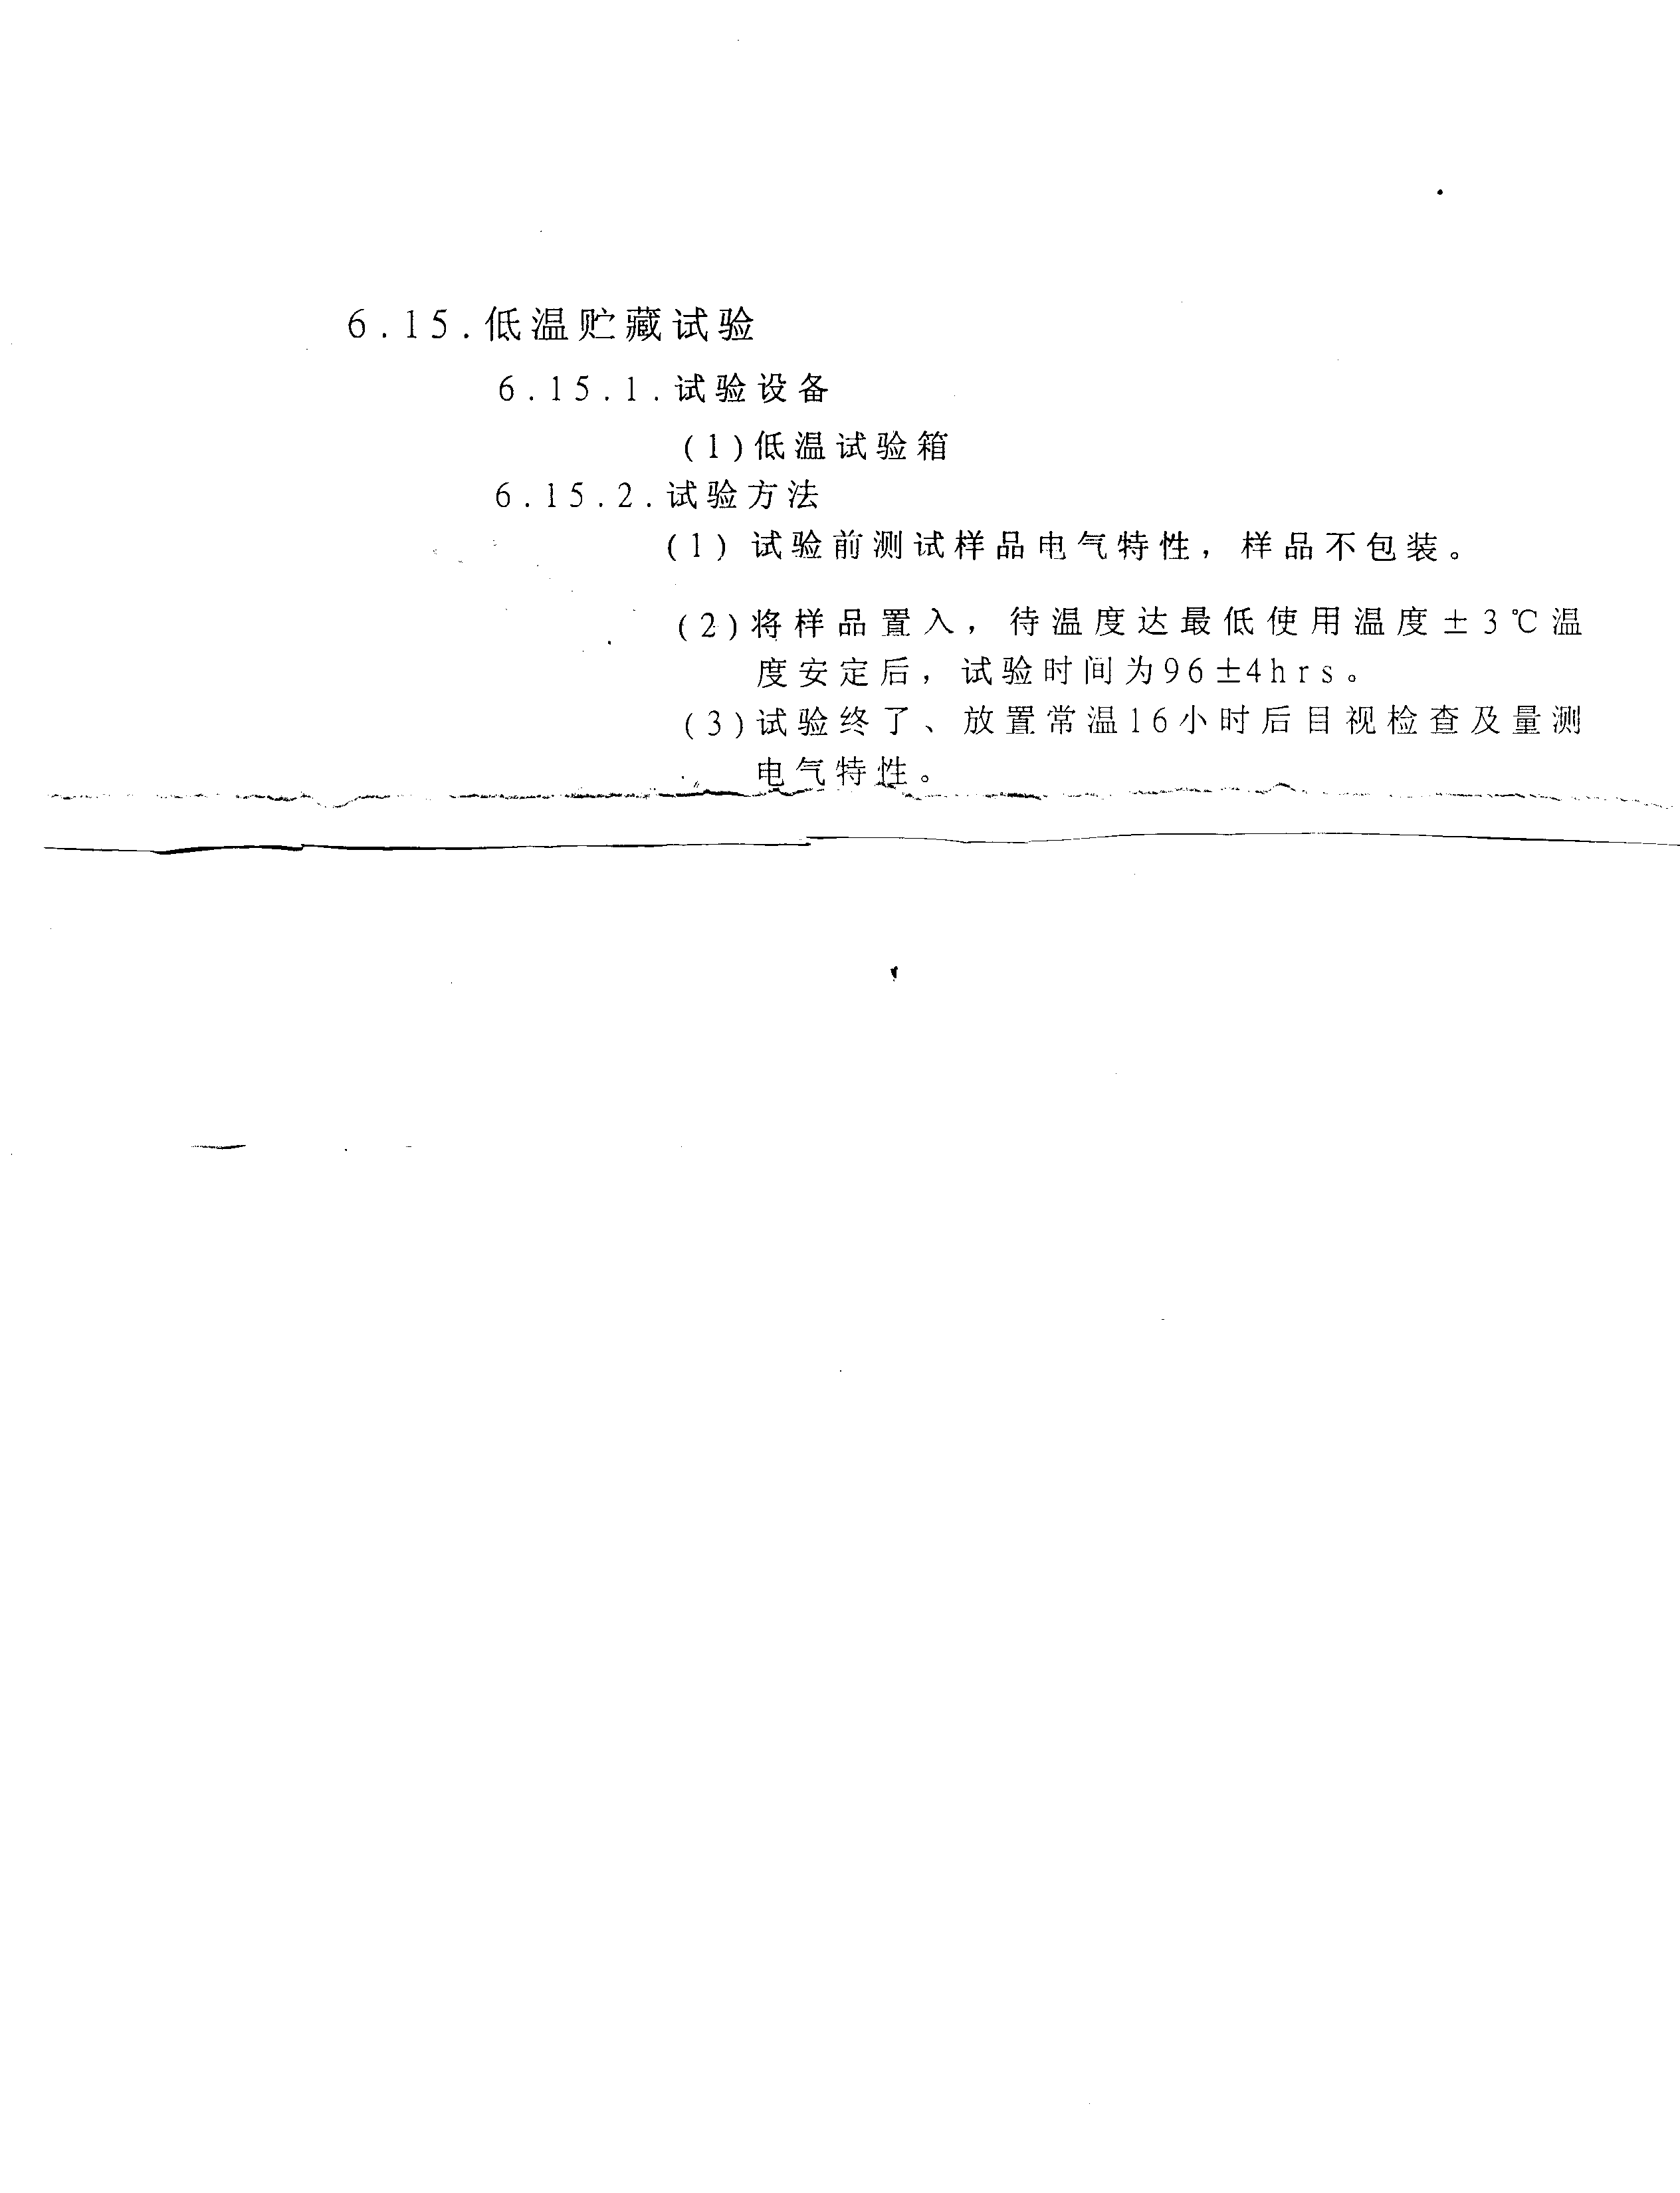 6.15.低温贮藏试验
6.15.1.试验设备
(1)低温试验箱
6.15.2.试验方法
(1) 试验前测试样品电气特性，样品不包装。
(2)将样品置入，待温度达最低使用温度±3℃温
度安定后，试验时间为96±4hrs。
(3)试验终了、放置常温16小时后目视检查及量测
电气特性。